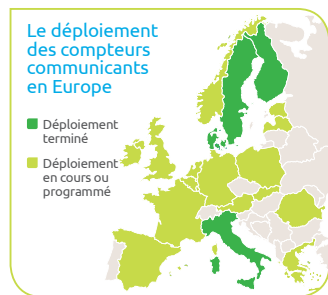 Le déploiement
des compteurs
communicants
en Europe
Déploiement
terminé
Déploiement
en cours ou
programmé